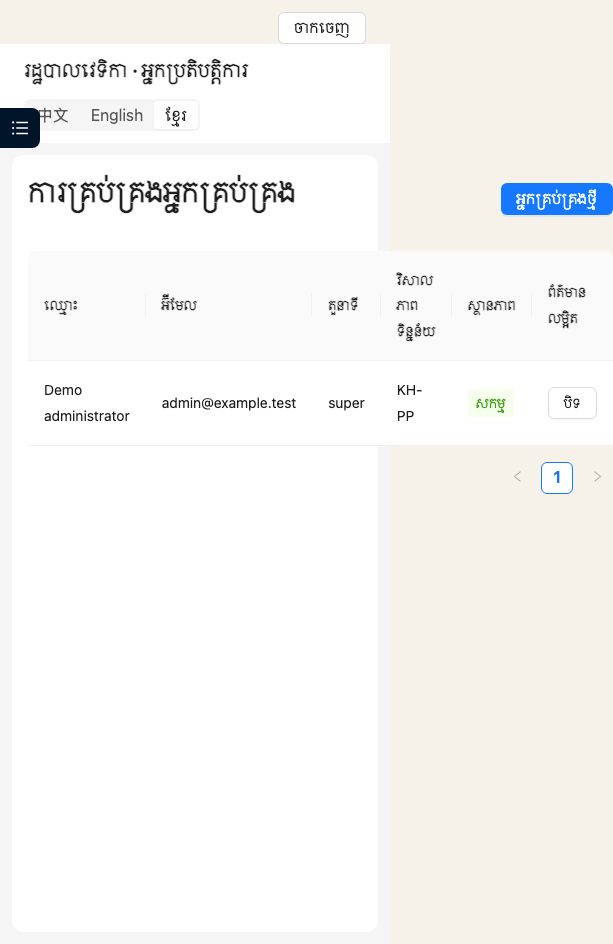 ចាកចេញ
រដ្ឋបាលវេទិកា · អ្នកប្រតិបត្តិការ
中文 English ខ្មែរ
ការគ្រប់គ្រងអ្នកគ្រប់គ្រង
អ្នកគ្រប់គ្រងថ្មី
ឈ្មោះ អ៊ីមែល តួនាទី វិសាលភាពទិន្នន័យ ស្ថានភាព ព័ត៌មានលម្អិត
Demo administrator admin@example.test super KH-PP សកម្ម បិទ
1